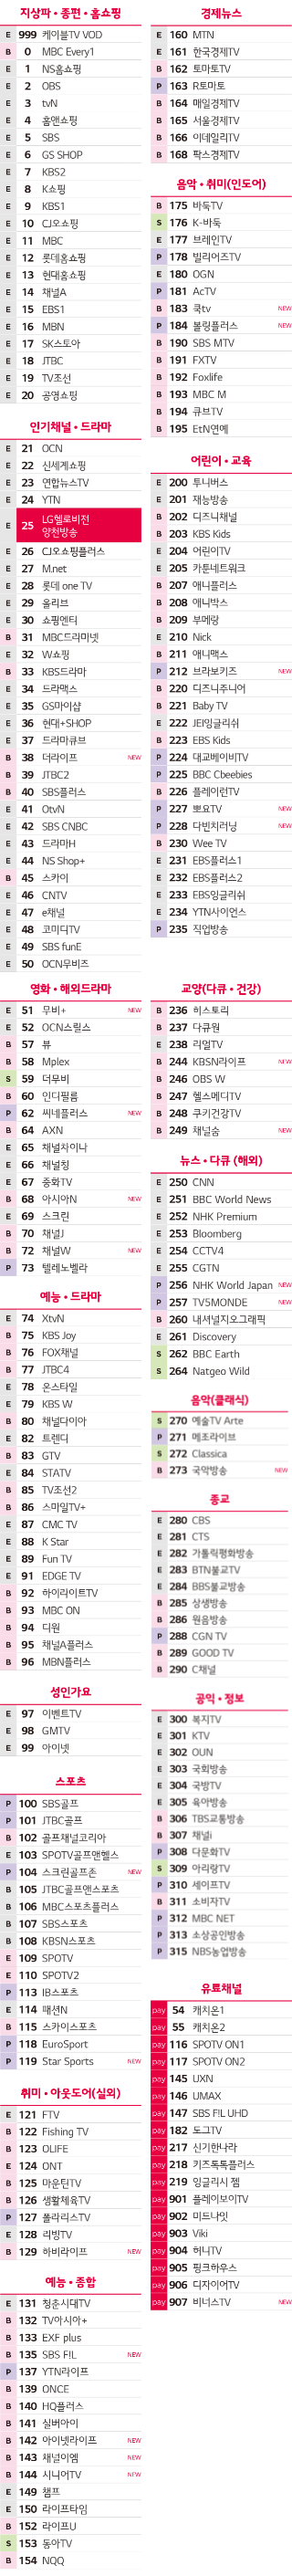 지상파 • 종편 • 홈쇼핑
E 999 케이블TV VOD
B 0 MBC Every1
E 1 NS홈쇼핑
E 2 OBS
E 3 tvN
E 4 홈앤쇼핑
E 5 SBS
E 6 GS SHOP
E 7 KBS2
E 8 K쇼핑
E 9 KBS1
E 10 CJ오쇼핑
E 11 MBC
E 12 롯데홈쇼핑
E 13 현대홈쇼핑
E 14 채널A
E 15 EBS1
E 16 MBN
E 17 SK스토아
E 18 JTBC
E 19 TV조선
E 20 공영쇼핑
인기채널 • 드라마
E 21 OCN
E 22 신세계쇼핑
E 23 연합뉴스TV
E 24 YTN
E 25 LG헬로비전
양천방송
E 26 CJ오쇼핑플러스
E 27 M.net
E 28 롯데 one TV
E 29 올리브
E 30 쇼핑엔티
B 31 MBC드라마넷
E 32 W쇼핑
B 33 KBS드라마
E 34 드라맥스
E 35 GS마이샵
E 36 현대+SHOP
E 37 드라마큐브
B 38 더라이프 NEW
B 39 JTBC2
B 40 SBS플러스
E 41 OtvN
E 42 SBS CNBC
E 43 드라마H
E 44 NS Shop+
B 45 스카이
E 46 CNTV
E 47 e채널
E 48 코미디TV
E 49 SBS funE
E 50 OCN무비즈
영화 • 해외드라마
E 51 무비+ NEW
E 52 OCN스릴스
B 57 뷰
B 58 Mplex
S 59 더무비
B 60 인디필름
P 62 씨네플러스 NEW
B 64 AXN
E 65 채널차이나
E 66 채널칭
E 67 중화TV
B 68 아시아N NEW
E 69 스크린
B 70 채널J
B 72 채널W NEW
P 73 텔레노벨라
예능 • 드라마
E 74 XtvN
B 75 KBS Joy
B 76 FOX채널
B 77 JTBC4
E 78 온스타일
E 79 KBS W
B 80 채널다이아
E 82 트렌디
B 83 GTV
E 84 STATV
B 85 TV조선2
B 86 스마일TV+
E 87 CMC TV
E 88 K Star
E 89 Fun TV
E 91 EDGE TV
B 92 하이라이트TV
B 93 MBC ON
B 94 디원
B 95 채널A플러스
B 96 MBN플러스
성인가요
E 97 이벤트TV
E 98 GMTV
E 99 아이넷
스포츠
P 100 SBS골프
P 101 JTBC골프
B 102 골프채널코리아
E 103 SPOTV골프앤헬스
P 104 스크린골프존 NEW
B 105 JTBC골프앤스포츠
B 106 MBC스포츠플러스
B 107 SBS스포츠
B 108 KBSN스포츠
E 109 SPOTV
E 110 SPOTV2
P 113 IB스포츠
E 114 패션N
B 115 스카이스포츠
P 118 EuroSport
P 119 Star Sports NEW
취미 • 아웃도어(실외)
E 121 FTV
B 122 Fishing TV
B 123 OLIFE
B 124 ONT
B 125 마운틴TV
B 126 생활체육TV
P 127 폴라리스TV
E 128 리빙TV
B 129 하비라이프 NEW
예능 • 종합
E 131 청춘시대TV
B 132 TV아시아+
B 133 EXF plus
B 135 SBS F!L NEW
P 137 YTN라이프
B 139 ONCE
B 140 HQ플러스
B 141 실버아이
B 142 아이넷라이프 NEW
B 143 채널이엠 NEW
B 144 시니어TV NEW
E 149 챔프
E 150 라이프타임
B 152 라이프U
S 153 동아TV
B 154 NQQ
경제뉴스
E 160 MTN
E 161 한국경제TV
B 162 토마토TV
P 163 R토마토
B 164 매일경제TV
B 165 서울경제TV
B 166 이데일리TV
B 168 팍스경제TV
음악 • 취미(인도어)
B 175 바둑TV
S 176 K-바둑
E 177 브레인TV
P 178 빌리어즈TV
E 180 OGN
P 181 AcTV
B 183 쿡tv NEW
P 184 볼링플러스 NEW
B 190 SBS MTV
B 191 FXTV
B 192 Foxlife
B 193 MBC M
B 194 큐브TV
B 195 EtN연예
어린이 • 교육
E 200 투니버스
E 201 재능방송
B 202 디즈니채널
B 203 KBS Kids
E 204 어린이TV
E 205 카툰네트워크
B 207 애니플러스
B 208 애니박스
B 209 부메랑
E 210 Nick
B 211 애니맥스
P 212 브라보키즈 NEW
B 220 디즈니주니어
B 221 Baby TV
E 222 JEI잉글리쉬
B 223 EBS Kids
P 224 대교베이비TV
P 225 BBC Cbeebies
B 226 플레이런TV
P 227 뽀요TV NEW
P 228 다빈치러닝 NEW
B 230 Wee TV
E 231 EBS플러스1
E 232 EBS플러스2
E 233 EBS잉글리쉬
E 234 YTN사이언스
P 235 직업방송
교양(다큐 • 건강)
B 236 히스토리
B 237 다큐원
E 238 리얼TV
B 244 KBSN라이프 NEW
B 246 OBS W
B 247 헬스메디TV
B 248 쿠키건강TV
B 249 채널숨 NEW
뉴스 • 다큐 (해외)
E 250 CNN
E 251 BBC World News
E 252 NHK Premium
E 253 Bloomberg
E 254 CCTV4
E 255 CGTN
P 256 NHK World Japan NEW
P 257 TV5MONDE NEW
B 260 내셔널지오그래픽
E 261 Discovery
S 262 BBC Earth
S 264 Natgeo Wild
음악(클래식)
S 270 예술TV Arte
P 271 메조라이브
S 272 Classica
B 273 국악방송 NEW
종교
E 280 CBS
E 281 CTS
E 282 가톨릭평화방송
E 283 BTN불교TV
E 284 BBS불교방송
B 285 상생방송
B 286 원음방송
P 288 CGN TV
B 289 GOOD TV
B 290 C채널
공익 • 정보
E 300 복지TV
E 301 KTV
E 302 OUN
E 303 국회방송
E 304 국방TV
E 305 육아방송
B 306 TBS교통방송
B 307 채널i
P 308 다문화TV
S 309 아리랑TV
P 310 세이프TV
B 311 소비자TV
P 312 MBC NET
P 313 소상공인방송
P 315 NBS농업방송
유료채널
pay 54 캐치온1
pay 55 캐치온2
pay 116 SPOTV ON1
pay 117 SPOTV ON2
pay 145 UXN
pay 146 UMAX
pay 147 SBS F!L UHD
pay 182 도그TV
pay 217 신기한나라
pay 218 키즈톡톡플러스
pay 219 잉글리시 젬
pay 901 플레이보이TV
pay 902 미드나잇
pay 903 Viki
pay 904 허니TV
pay 905 핑크하우스
pay 906 디자이어TV
pay 907 비너스TV NEW